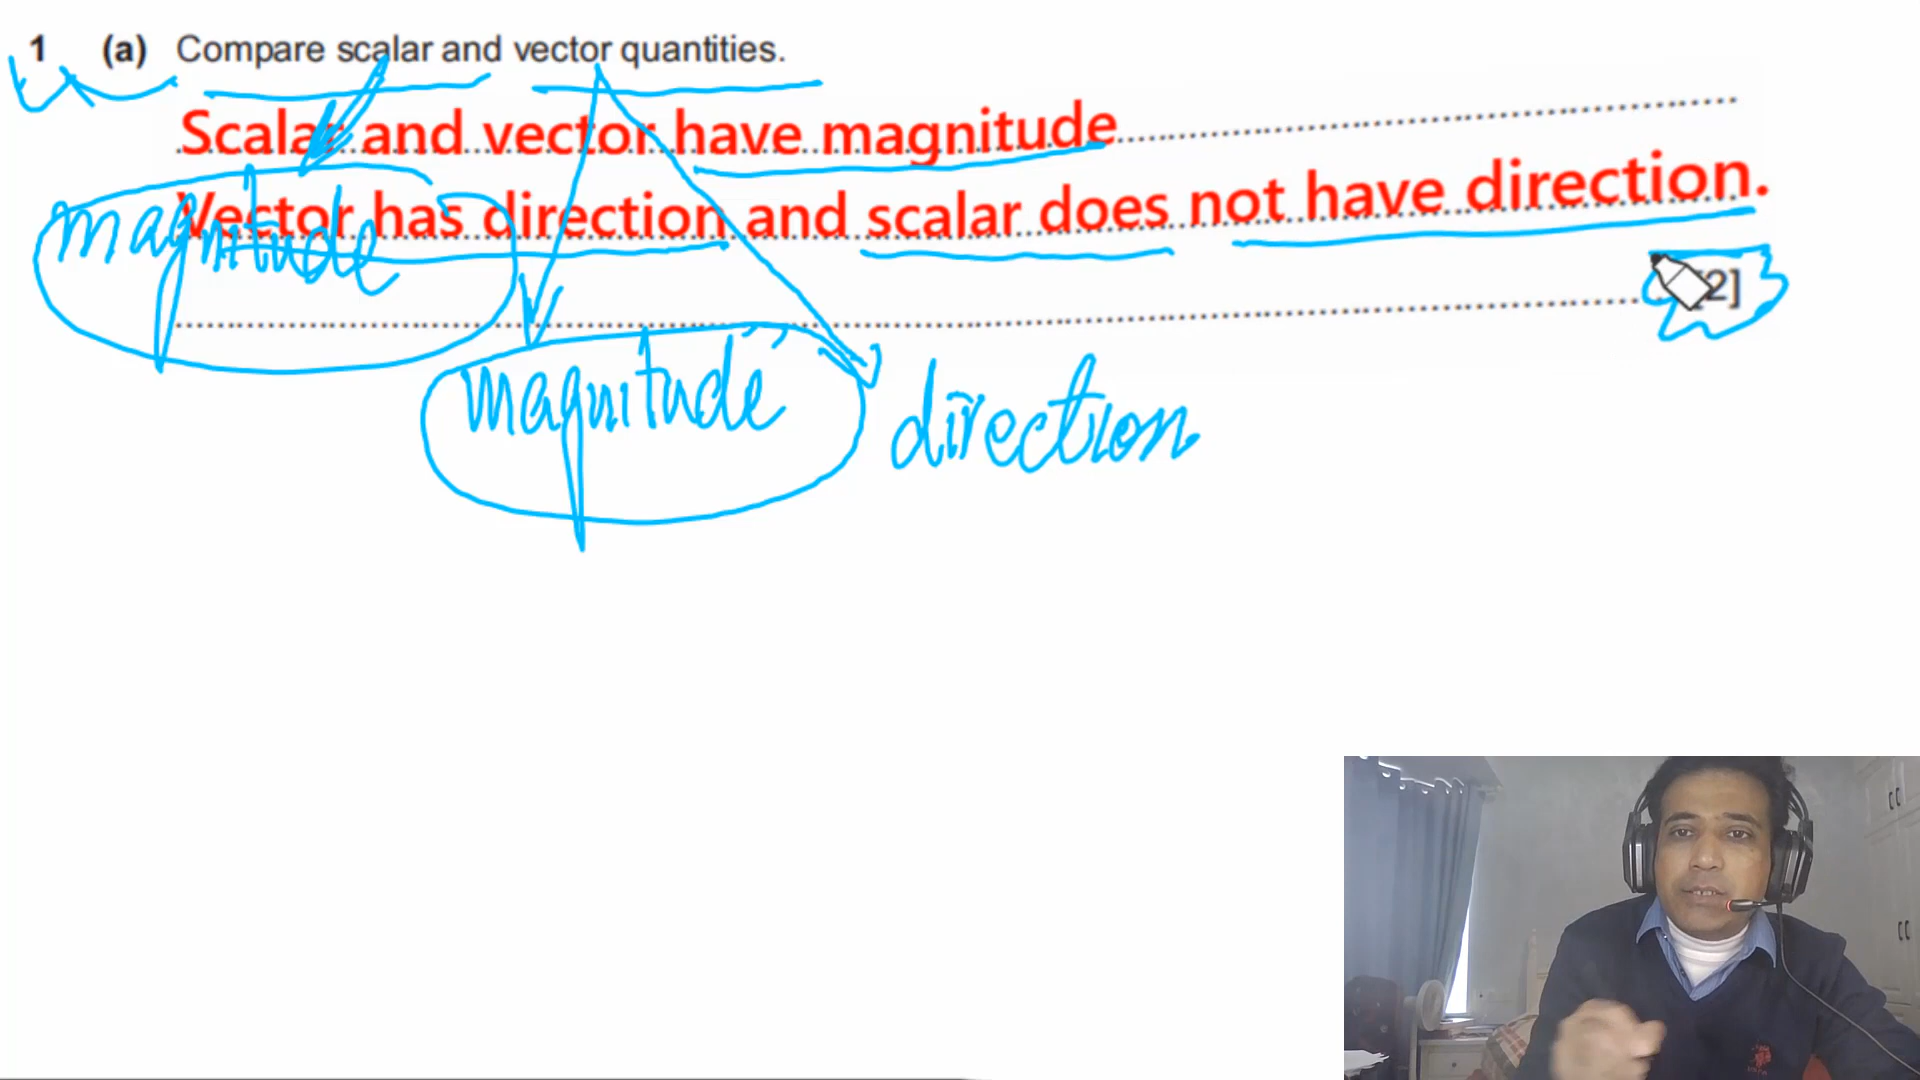 1 (a) Compare scalar and vector quantities.
Scalar and vector have magnitude
Vector has direction and scalar does not have direction.
magnitude
[2]
magnitude direction